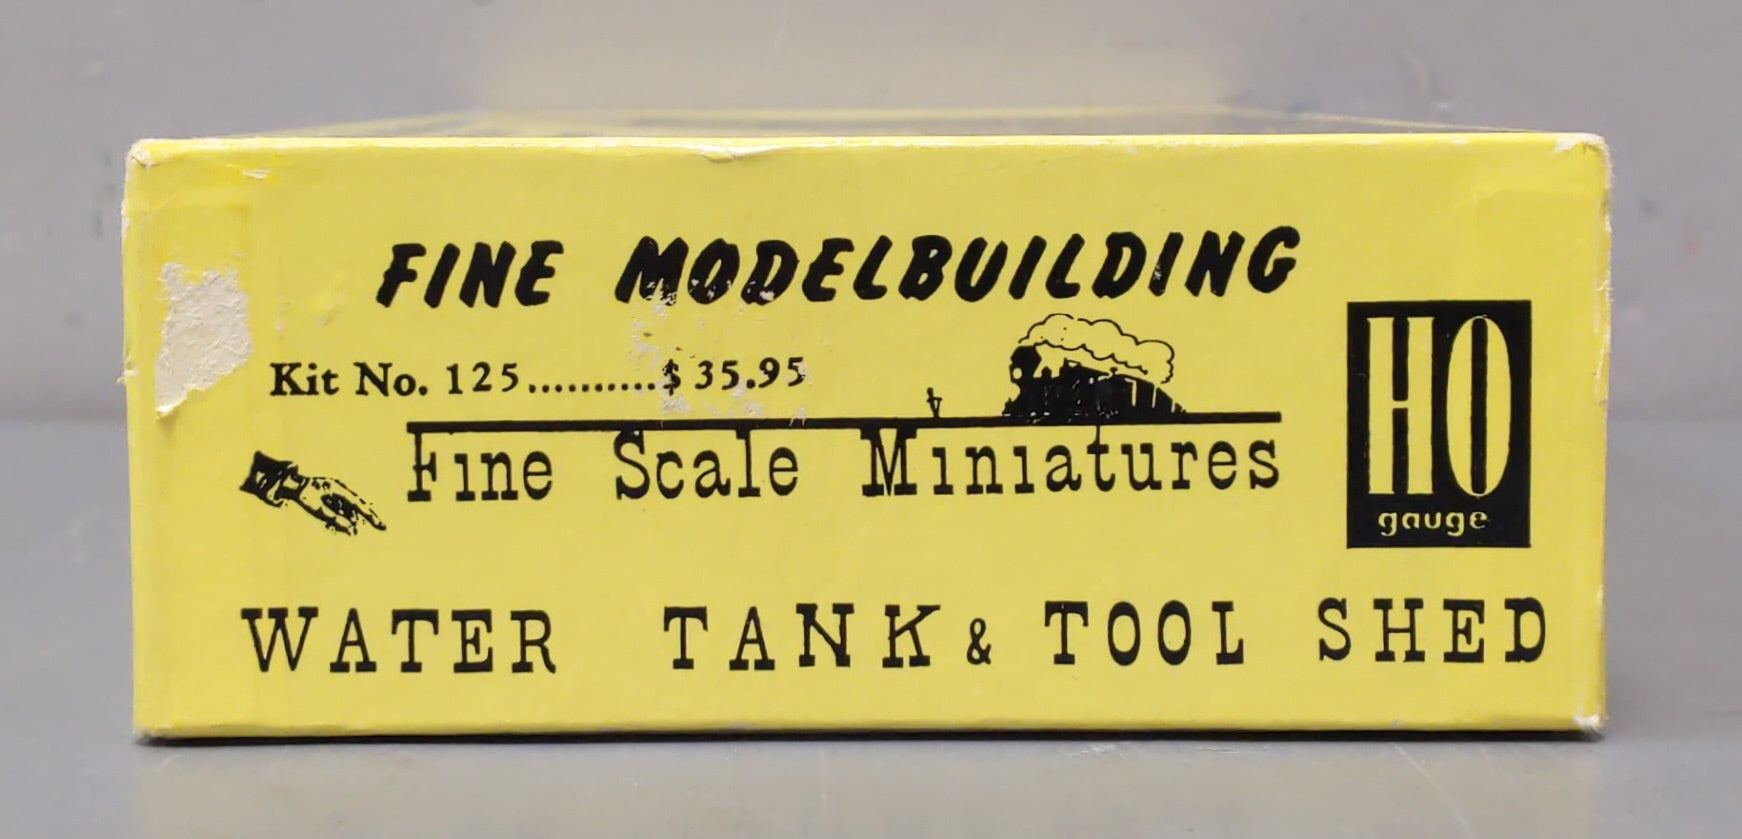 FINE MODELBUILDING
Kit No. 125..........$ 35.95
Fine Scale Miniatures
HO
gauge
WATER TANK & TOOL SHED